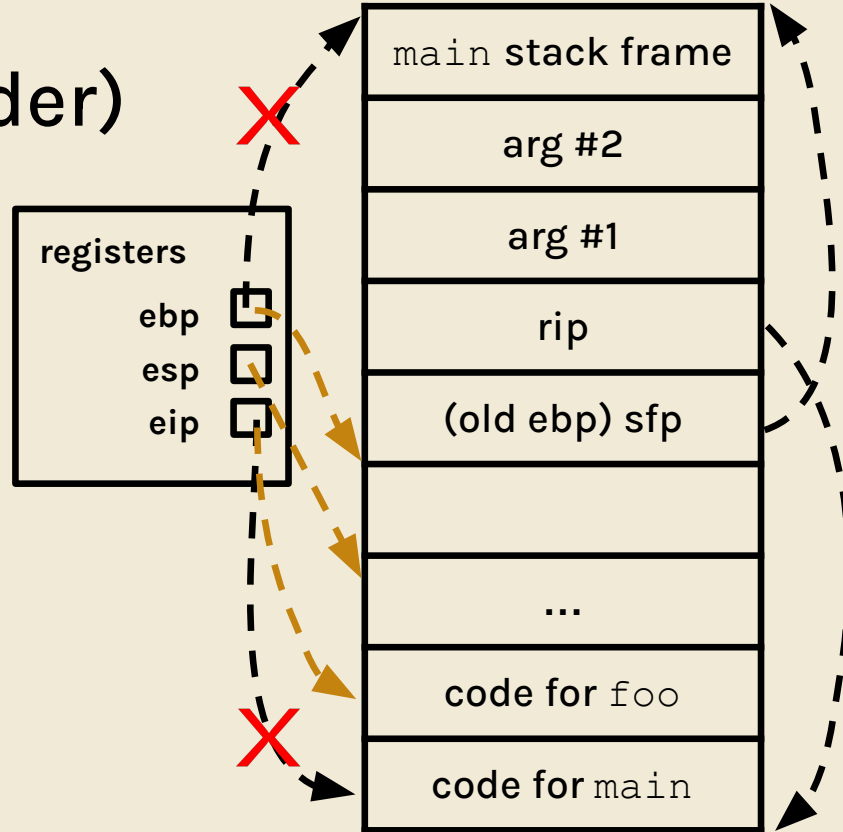 der)
registers
ebp
esp
eip
main stack frame
arg #2
arg #1
rip
(old ebp) sfp
...
code for foo
code for main